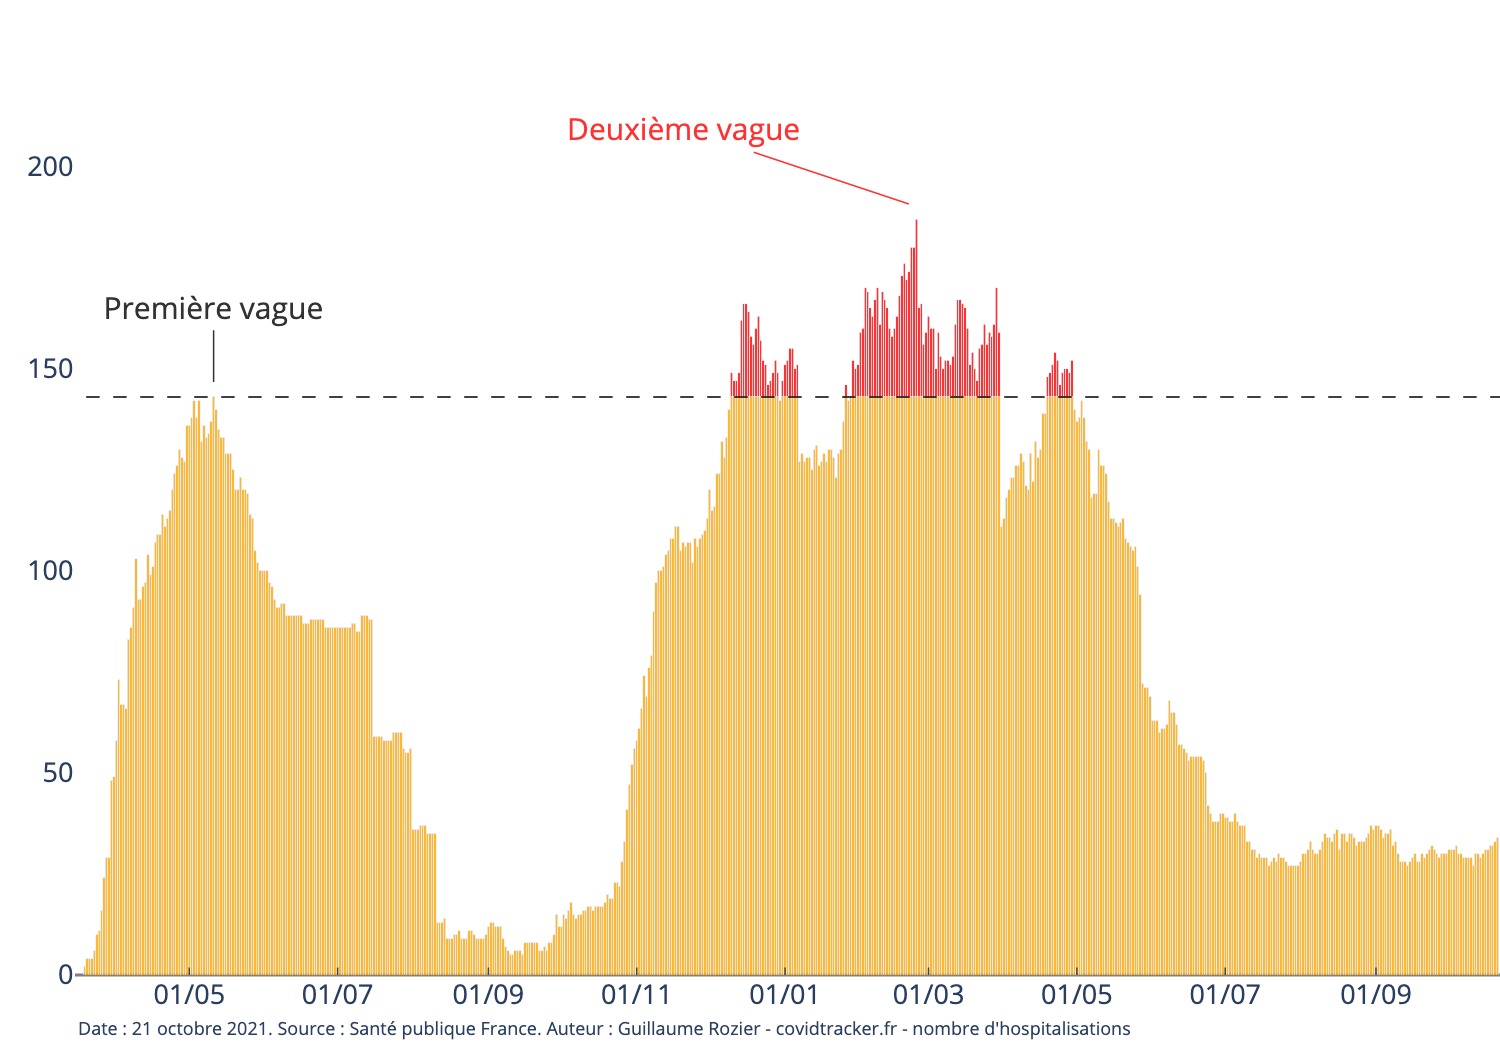 Deuxième vague
200
Première vague
150
100
50
0
01/05 01/07 01/09 01/11 01/01 01/03 01/05 01/07 01/09
Date : 21 octobre 2021. Source : Santé publique France. Auteur : Guillaume Rozier - covidtracker.fr - nombre d'hospitalisations